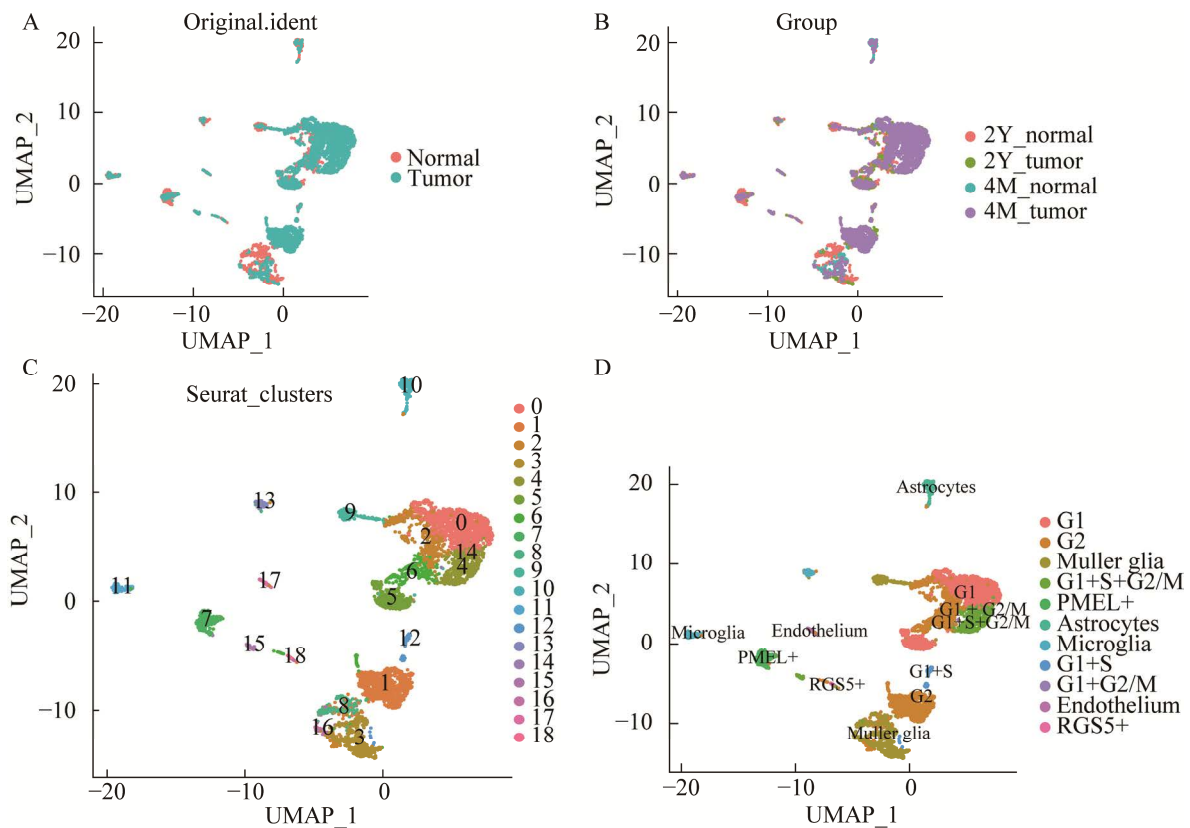 A
Original.ident
20
10
0
−10
−20
−10
0
UMAP_2
UMAP_1
Normal
Tumor
B
Group
20
10
0
−10
−20
−10
0
UMAP_2
UMAP_1
2Y_normal
2Y_tumor
4M_normal
4M_tumor
C
Seurat_clusters
20
10
0
−10
−20
−10
0
UMAP_2
UMAP_1
10
13
9
0
2
14
4
6
5
11
17
7
15
18
12
1
8
16
3
0
1
2
3
4
5
6
7
8
9
10
11
12
13
14
15
16
17
18
D
20
10
0
−10
−20
−10
0
UMAP_2
UMAP_1
Astrocytes
G1
G1 + G2/M
G1+S+G2/M
Microglia
Endothelium
PMEL+
RGS5+
G1+S
G2
Muller glia
G1
G2
Muller glia
G1+S+G2/M
PMEL+
Astrocytes
Microglia
G1+S
G1+G2/M
Endothelium
RGS5+